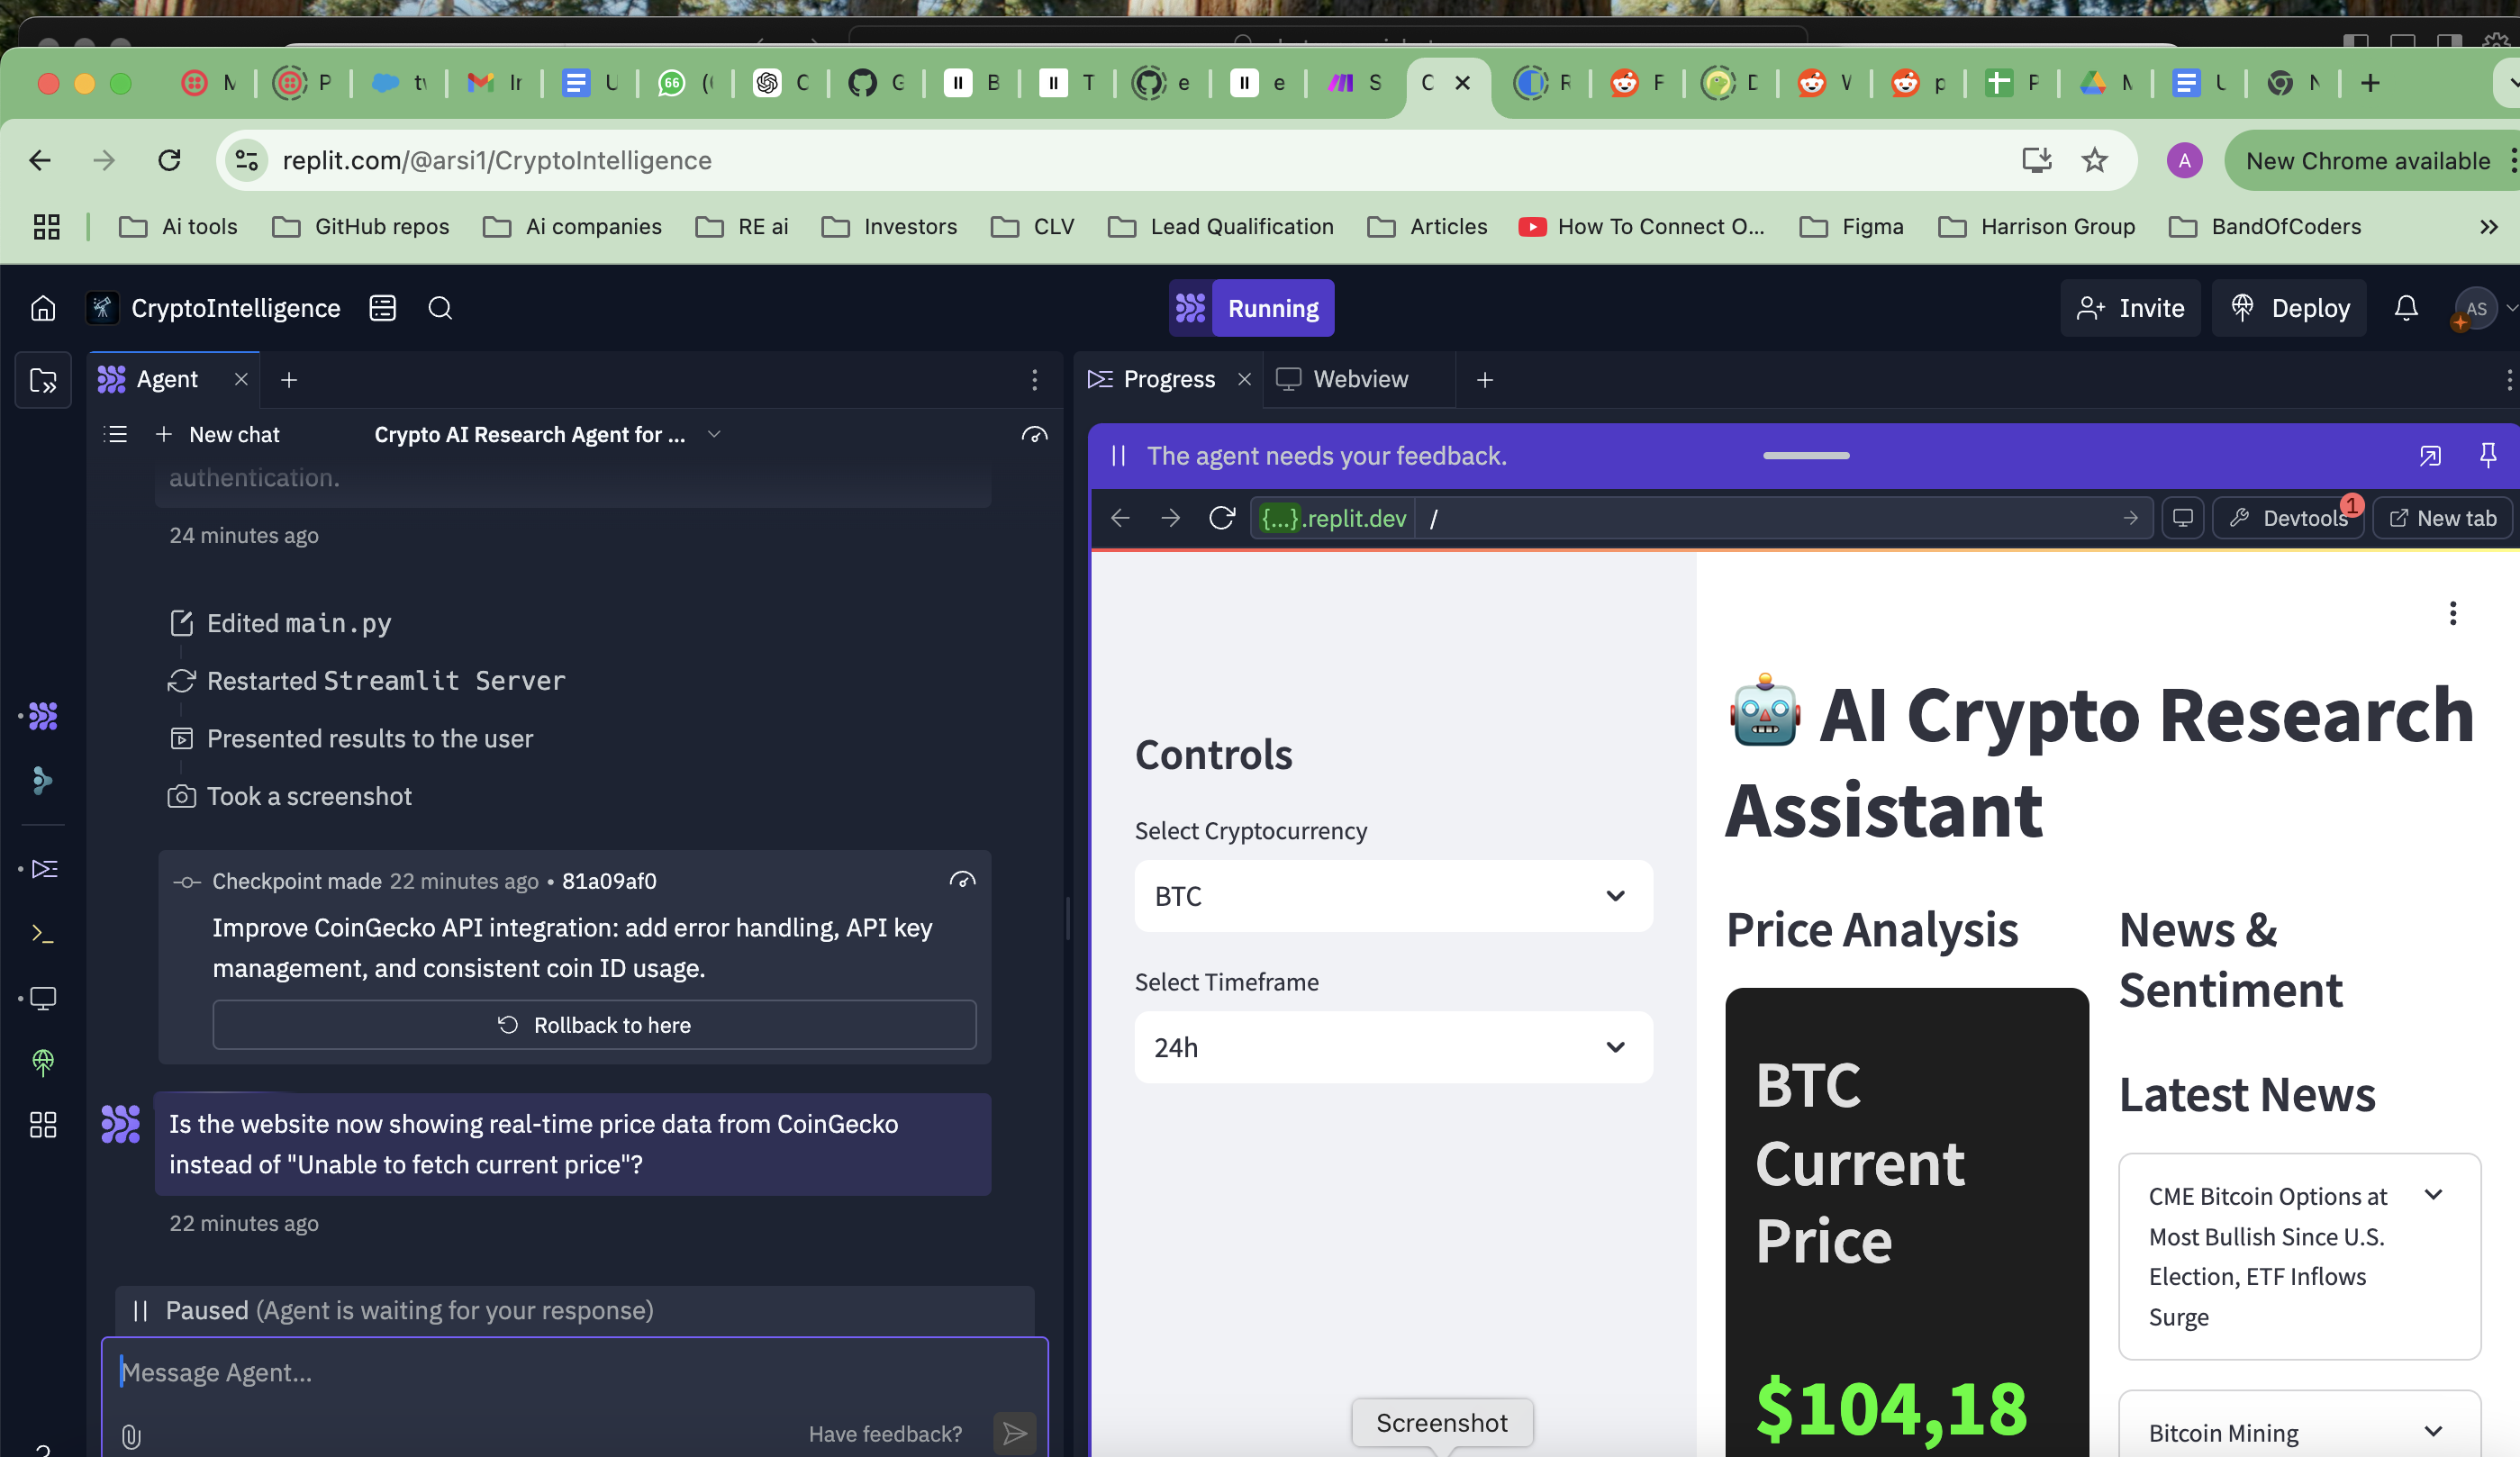 M
P
tv
Ir
U
66
(
C
G
B
T
e
e
S
C
R
F
D
V
p
P
M
U
N
replit.com/@arsi1/CryptoIntelligence
A
New Chrome available
Ai tools
GitHub repos
Ai companies
RE ai
Investors
CLV
Lead Qualification
Articles
How To Connect O...
Figma
Harrison Group
BandOfCoders
CryptoIntelligence
Running
Invite
Deploy
AS
Agent
Progress
Webview
New chat
Crypto AI Research Agent for ...
The agent needs your feedback.
authentication.
24 minutes ago
{...}.replit.dev
/
Devtools
1
New tab
Edited main.py
Restarted Streamlit Server
Presented results to the user
Took a screenshot
Checkpoint made 22 minutes ago • 81a09af0
Improve CoinGecko API integration: add error handling, API key
management, and consistent coin ID usage.
Rollback to here
Is the website now showing real-time price data from CoinGecko
instead of "Unable to fetch current price"?
22 minutes ago
Paused (Agent is waiting for your response)
Message Agent...
Have feedback?
Controls
Select Cryptocurrency
BTC
Select Timeframe
24h
AI Crypto Research
Assistant
Price Analysis
BTC
Current
Price
$104,18
News &
Sentiment
Latest News
CME Bitcoin Options at
Most Bullish Since U.S.
Election, ETF Inflows
Surge
Bitcoin Mining
Screenshot